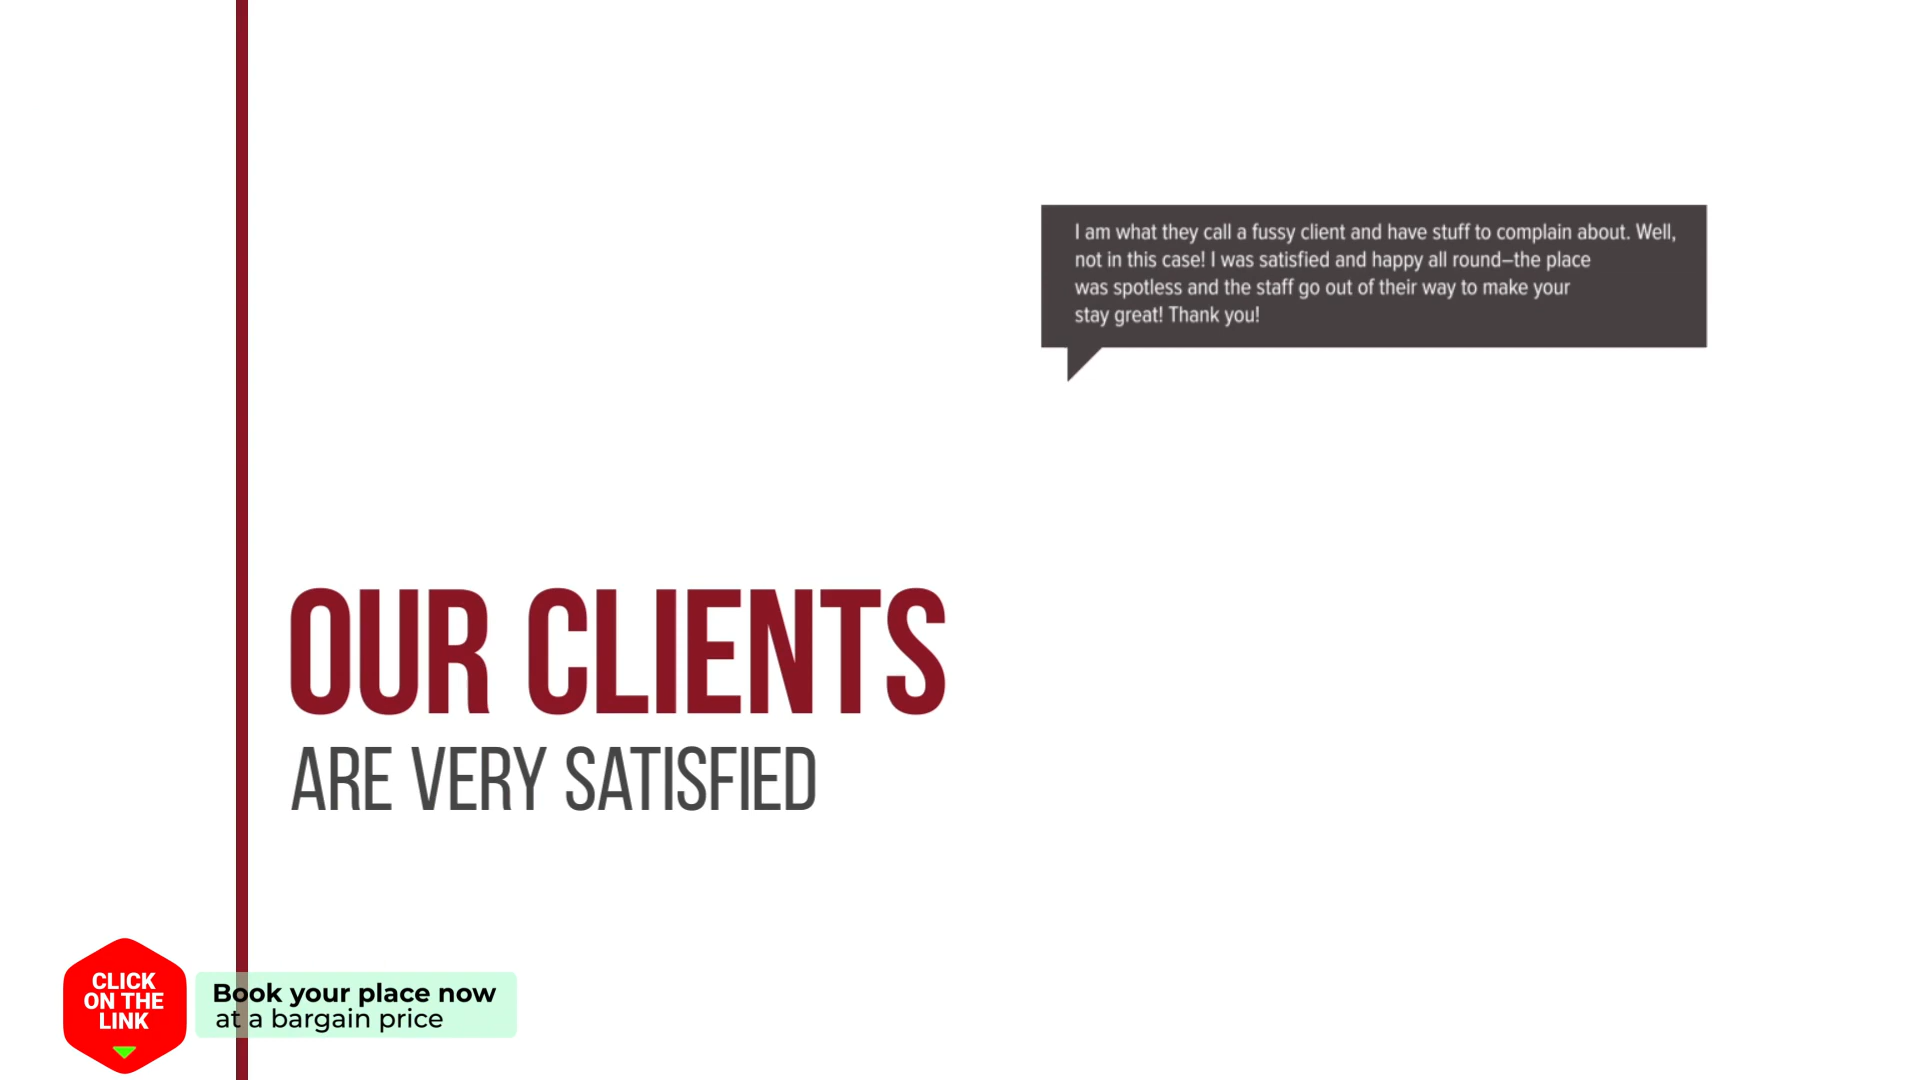 I am what they call a fussy client and have stuff to complain about. Well,
not in this case! I was satisfied and happy all round–the place
was spotless and the staff go out of their way to make your
stay great! Thank you!
OUR CLIENTS
ARE VERY SATISFIED
CLICK
ON THE
LINK
Book your place now
at a bargain price